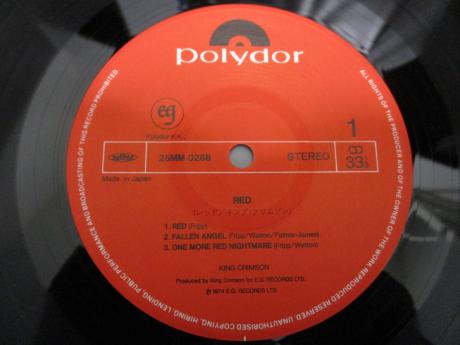 polydor
eg
Polydor K.K.,
1
25MM 0268
STEREO
33⅓
Made in Japan
RED
(レッド/キング・クリムゾン)
1. RED (Fripp)
2. FALLEN ANGEL (Fripp/Wetton/Palmer-James)
3. ONE MORE RED NIGHTMARE (Fripp/Wetton)
KING CRIMSON
Produced by King Crimson for E.G. RECORDS LTD.
℗ 1974 E.G. RECORDS LTD.
ALL RIGHTS OF THE PRODUCER AND OF THE OWNER OF THE WORK REPRODUCED RESERVED. UNAUTHORISED COPYING, HIRING, LENDING, PUBLIC PERFORMANCE AND BROADCASTING OF THIS RECORD PROHIBITED.